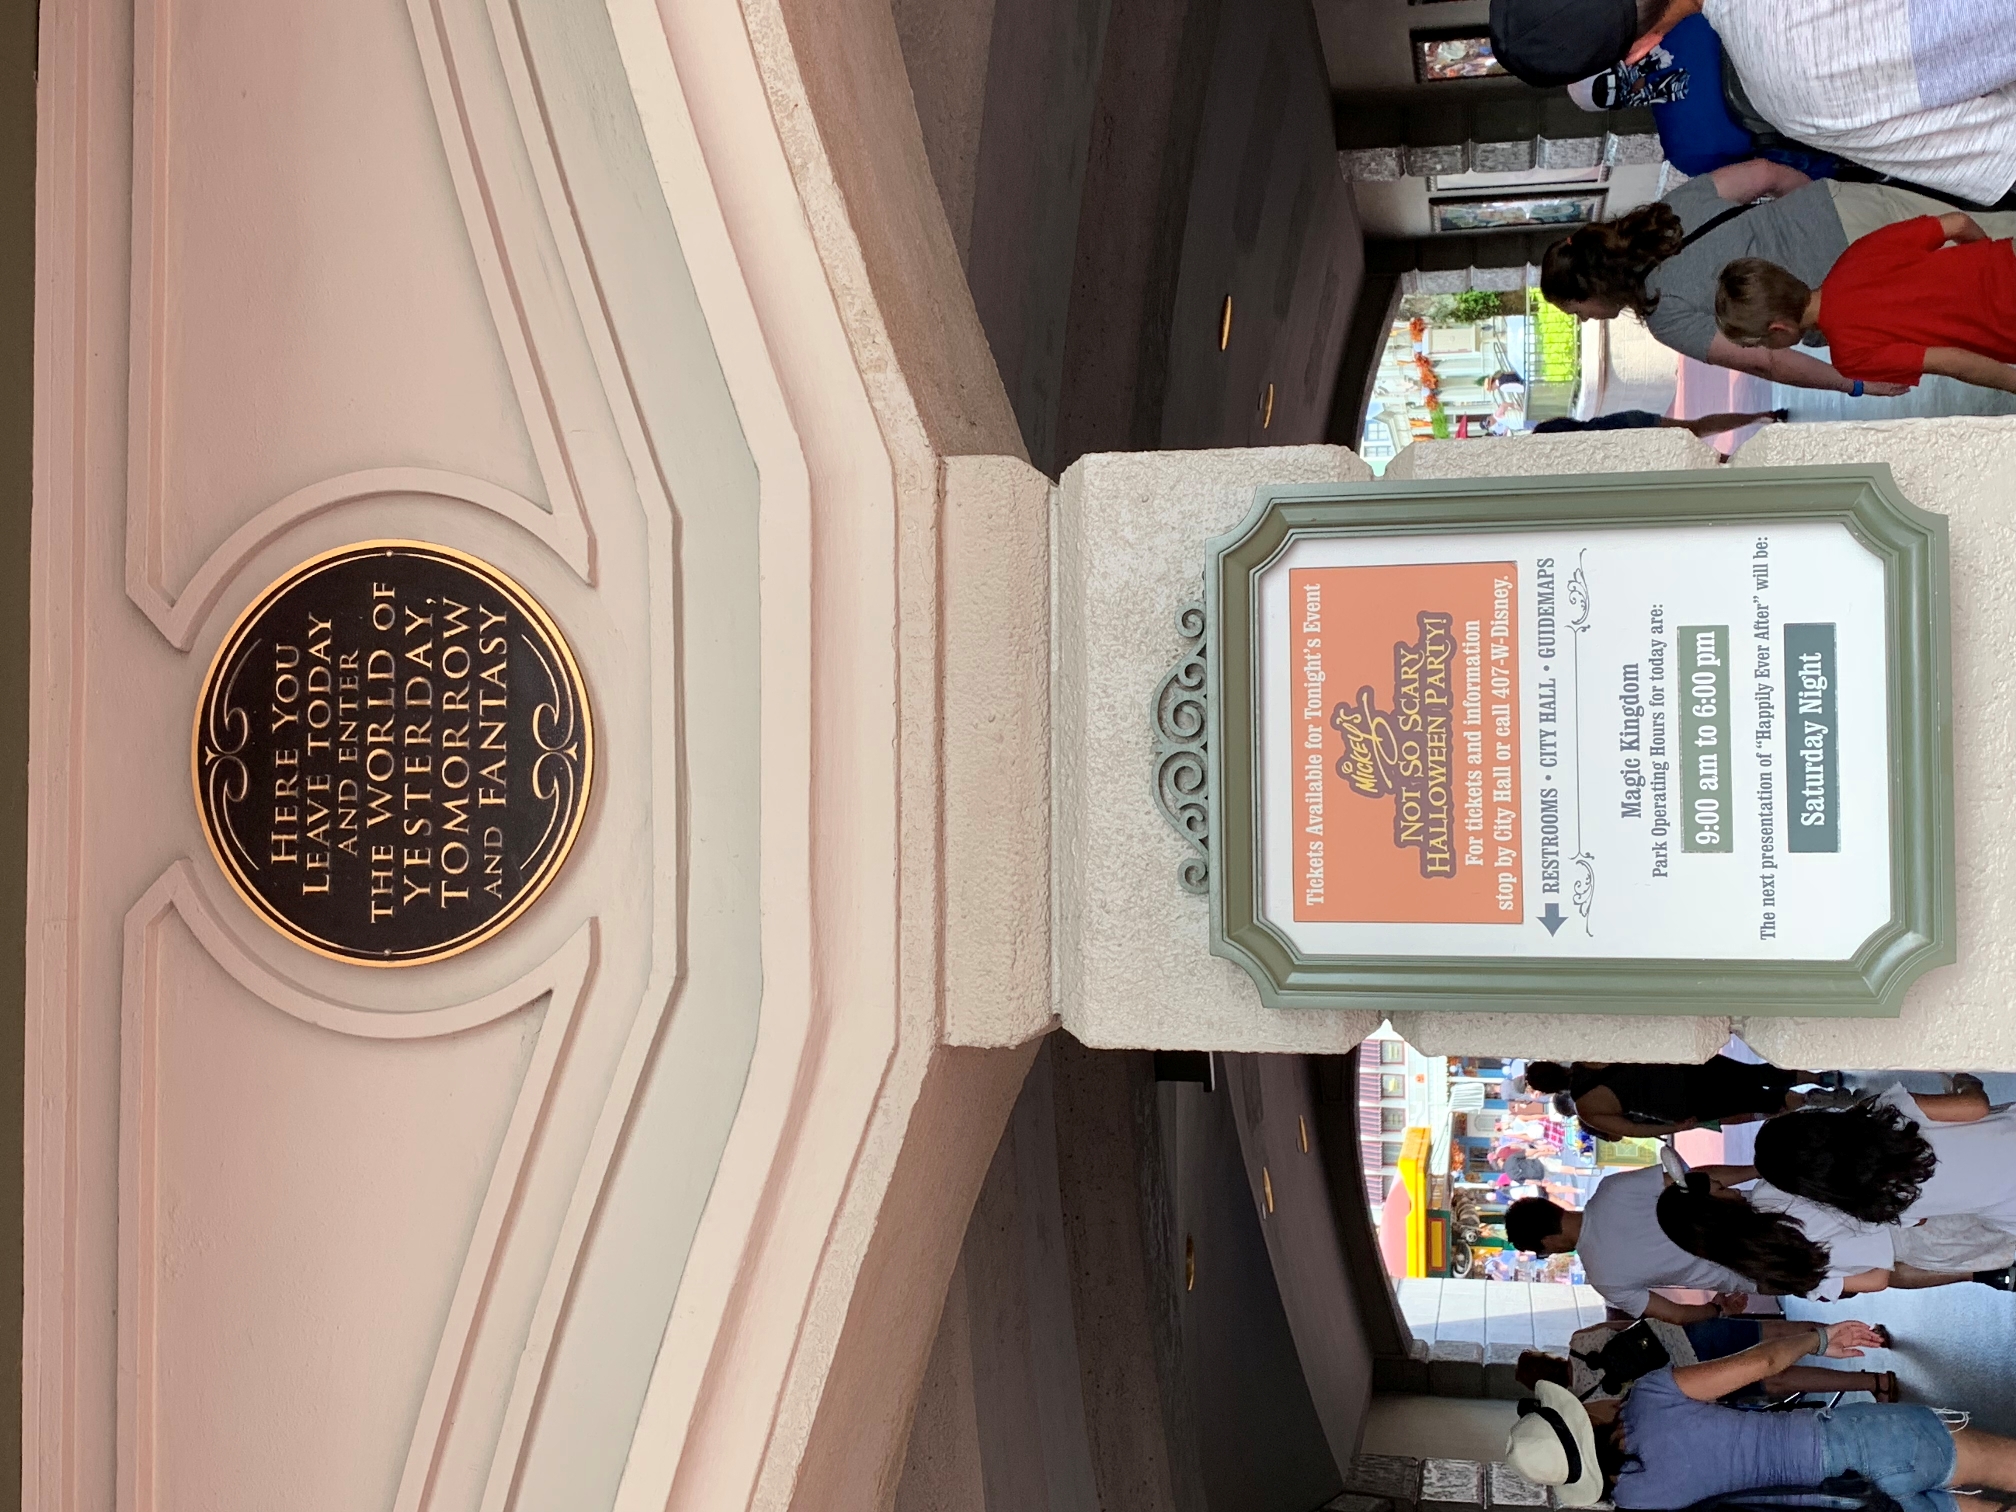 HERE YOU
LEAVE TODAY
AND ENTER
THE WORLD OF
YESTERDAY,
TOMORROW
AND FANTASY
Tickets Available for Tonight's Event
MICKEY'S
NOT SO SCARY
HALLOWEEN PARTY!
For tickets and information
stop by City Hall or call 407-W-Disney.
RESTROOMS • CITY HALL • GUIDEMAPS
Magic Kingdom
Park Operating Hours for today are:
9:00 am to 6:00 pm
The next presentation of "Happily Ever After" will be:
Saturday Night